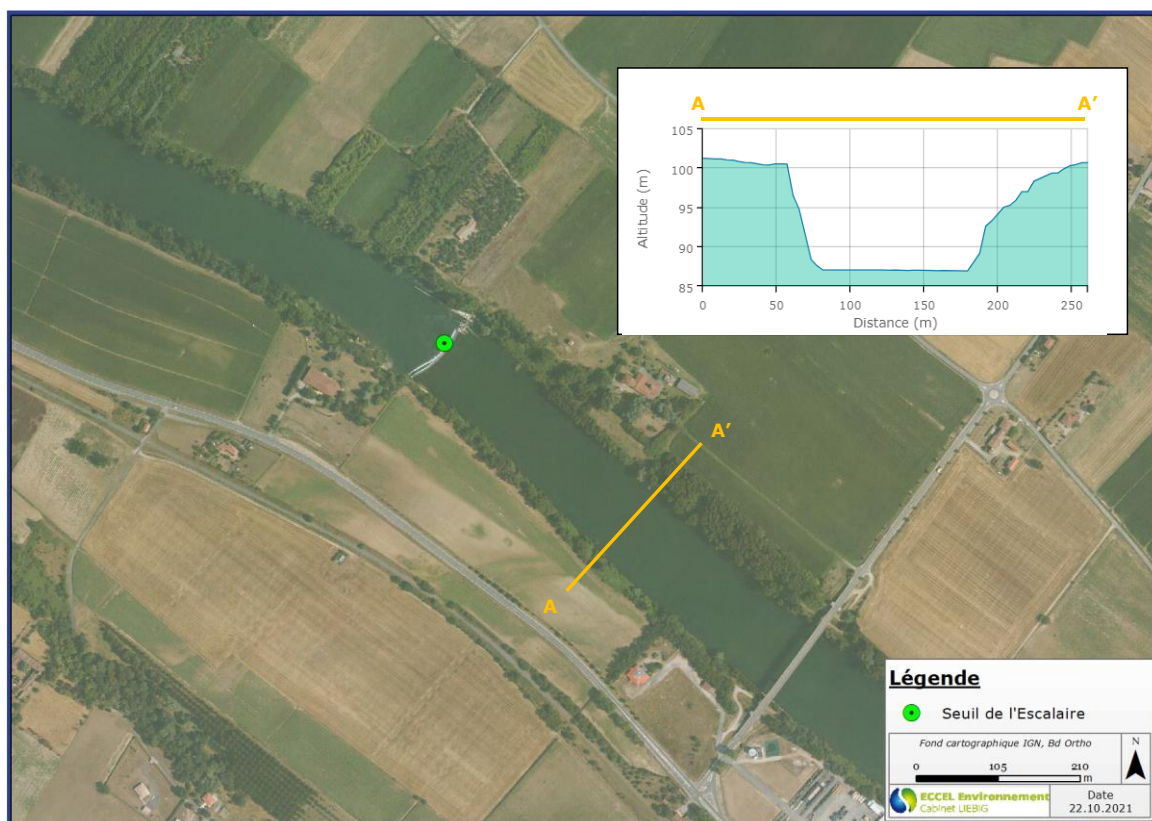 A A’
105
100
95
90
85
Altitude (m)
0 50 100 150 200 250
Distance (m)
A’
A
Légende
Seuil de l'Escalaire
Fond cartographique IGN, Bd Ortho
N
0 105 210
m
ECCEL Environnement
Cabinet LIEBIG
Date
22.10.2021